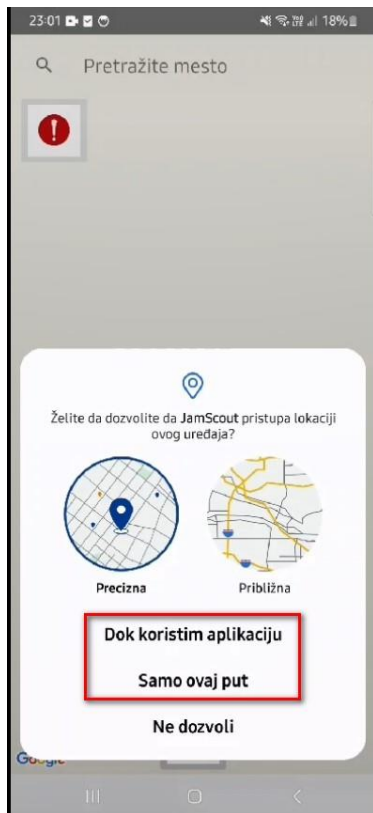 23:01 18%
Pretražite mesto
Želite da dozvolite da JamScout pristupa lokaciji
ovog uređaja?
Precizna Približna
Dok koristim aplikaciju
Samo ovaj put
Ne dozvoli
Google